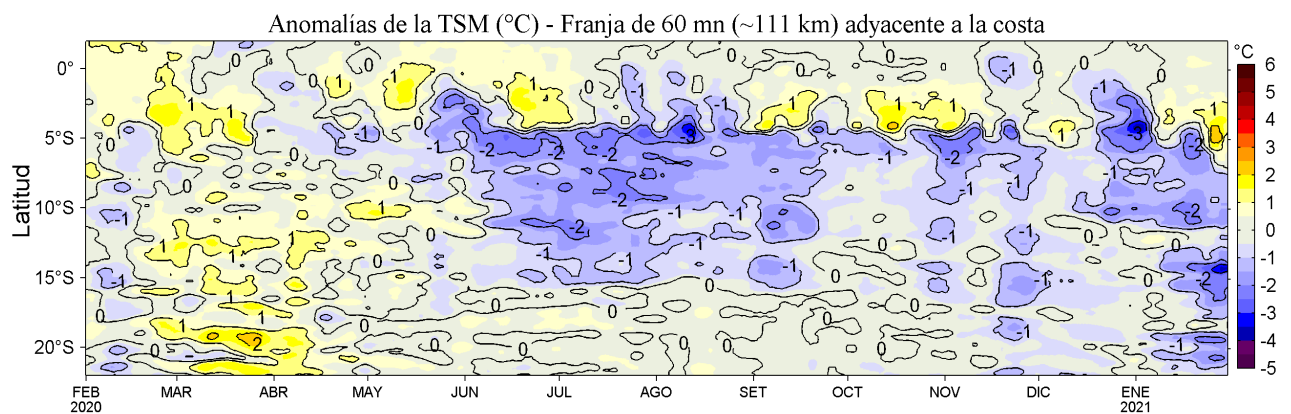 Anomalías de la TSM (°C) - Franja de 60 mn (~111 km) adyacente a la costa
°C
6
5
4
3
2
1
0
-1
-2
-3
-4
-5
Latitud
0°
5°S
10°S
15°S
20°S
FEB MAR ABR MAY JUN JUL AGO SET OCT NOV DIC ENE
2020 2021